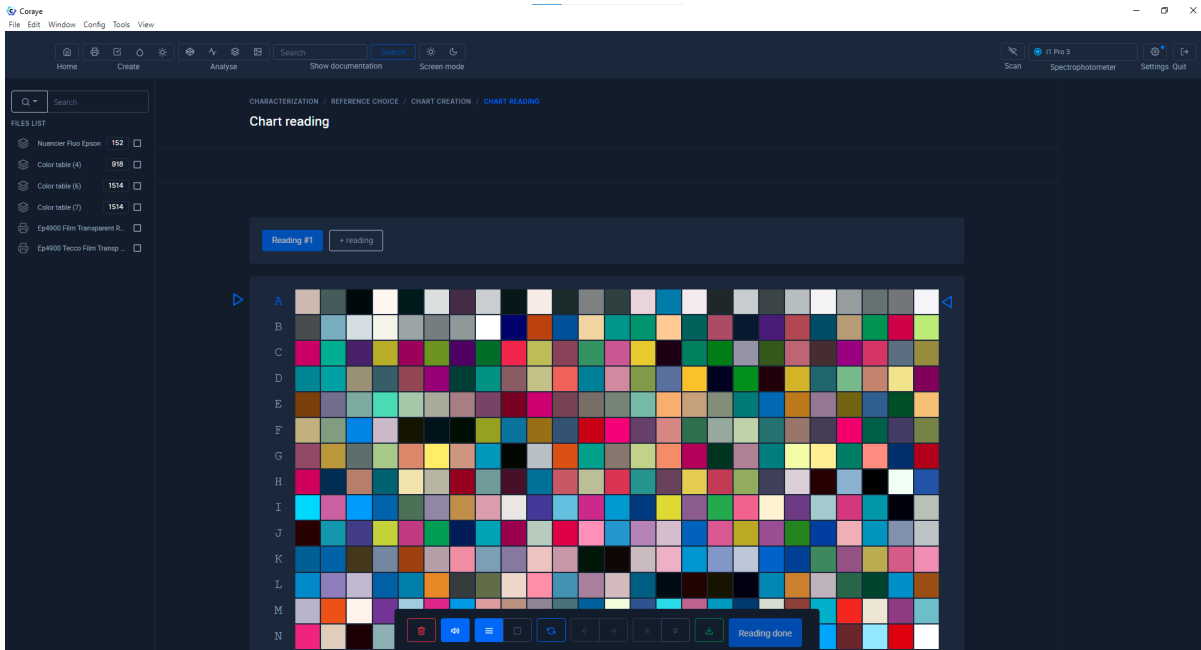 Coraye
File Edit Window Config Tools View
Search Search
i1 Pro 3
Home Create Analyse Show documentation Screen mode Scan Spectrophotometer Settings Quit
Search
FILES LIST
Nuancier Fluo Epson 152
Color table (4) 918
Color table (6) 1514
Color table (7) 1514
Ep4900 Film Transparent R...
Ep4900 Tecco Film Transp ...
CHARACTERIZATION / REFERENCE CHOICE / CHART CREATION / CHART READING
Chart reading
Reading #1 + reading
A
B
C
D
E
F
G
H
I
J
K
L
M
N
Reading done